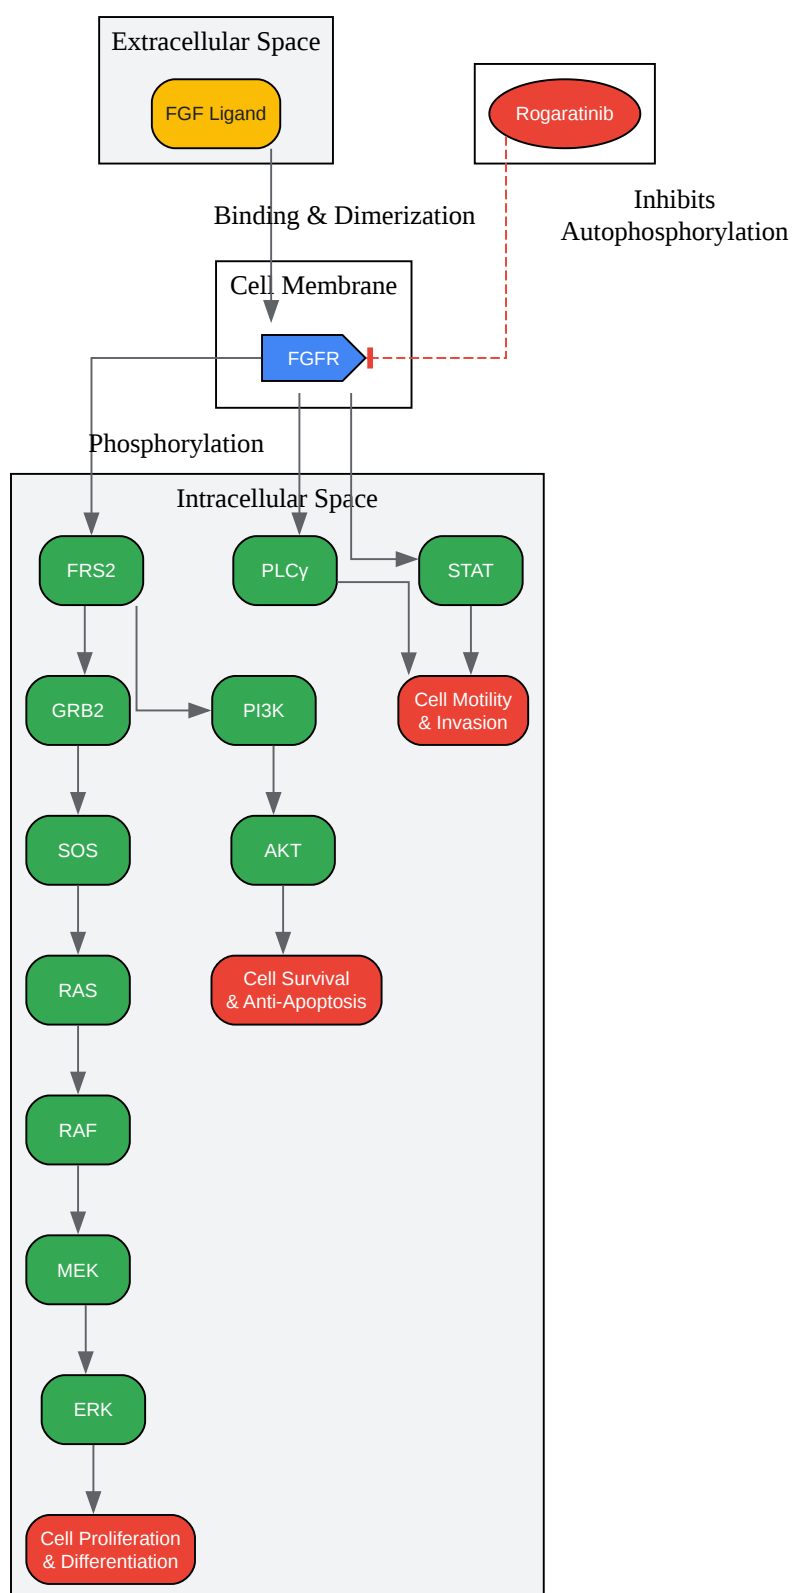 Extracellular Space
FGF Ligand
Rogaratinib
Inhibits
Autophosphorylation
Binding & Dimerization
Cell Membrane
FGFR
Phosphorylation
Intracellular Space
FRS2
PLCγ
STAT
GRB2
PI3K
Cell Motility
& Invasion
SOS
AKT
RAS
Cell Survival
& Anti-Apoptosis
RAF
MEK
ERK
Cell Proliferation
& Differentiation